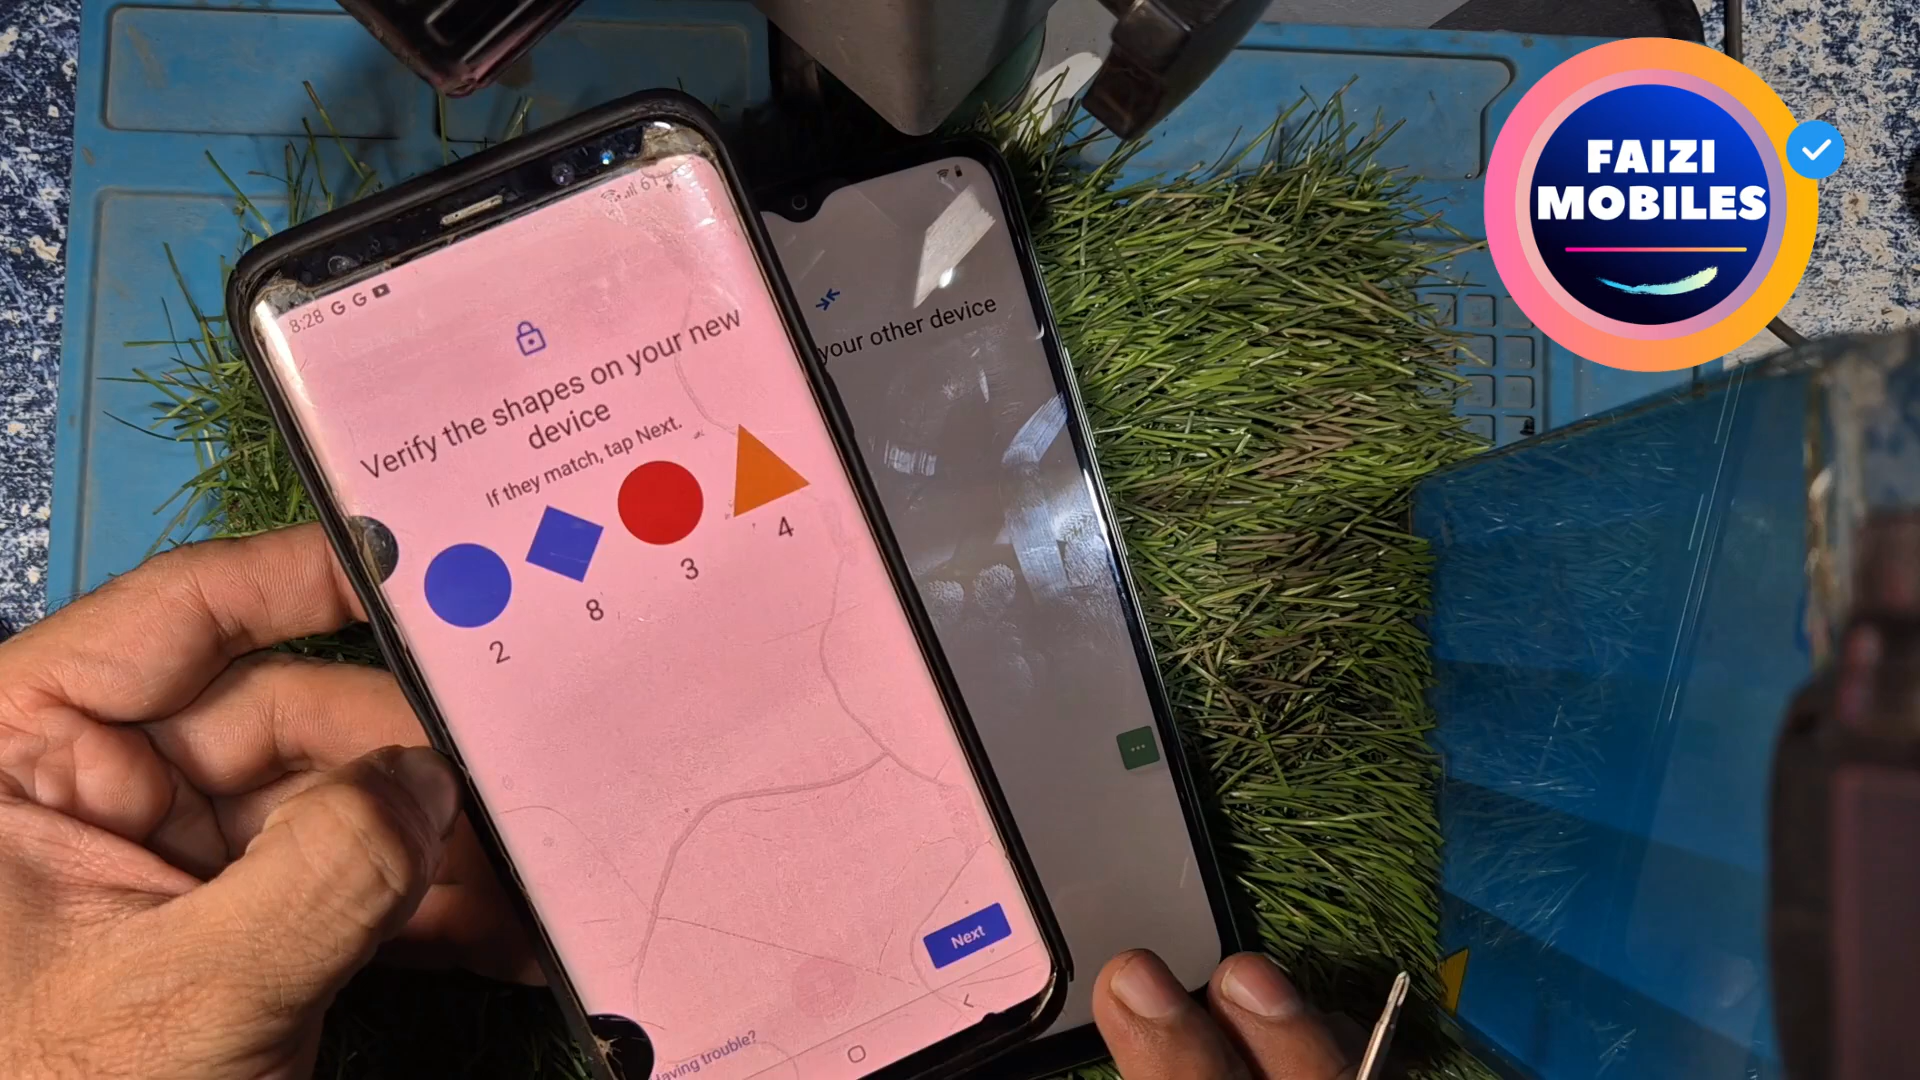 FAIZI
MOBILES
8:28 G G
Verify the shapes on your new
device
If they match, tap Next.
2
8
3
4
Next
your other device